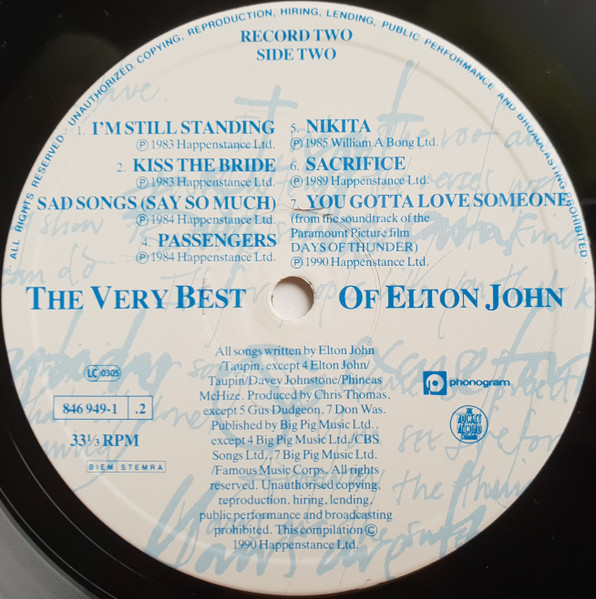 ALL RIGHTS RESERVED. UNAUTHORIZED COPYING, REPRODUCTION, HIRING, LENDING, PUBLIC PERFORMANCE AND BROADCASTING PROHIBITED.
RECORD TWO
SIDE TWO
1. I'M STILL STANDING
℗ 1983 Happenstance Ltd.
2. KISS THE BRIDE
℗ 1983 Happenstance Ltd.
SAD SONGS (SAY SO MUCH)
℗ 1984 Happenstance Ltd.
4. PASSENGERS
℗ 1984 Happenstance Ltd.
5. NIKITA
℗ 1985 William A Bong Ltd.
6. SACRIFICE
℗ 1989 Happenstance Ltd.
7. YOU GOTTA LOVE SOMEONE
(from the soundtrack of the
Paramount Picture film
DAYS OF THUNDER)
℗ 1990 Happenstance Ltd.
THE VERY BEST OF ELTON JOHN
LC 0305
846 949-1 .2
33⅓ RPM
BIEM STEMRA
All songs written by Elton John
/Taupin, except 4 Elton John/
Taupin/Davey Johnstone/Phineas
McHize. Produced by Chris Thomas,
except 5 Gus Dudgeon, 7 Don Was.
Published by Big Pig Music Ltd.,
except 4 Big Pig Music Ltd./CBS
Songs Ltd., 7 Big Pig Music Ltd.
/Famous Music Corps. All rights
reserved. Unauthorised copying,
reproduction, hiring, lending,
public performance and broadcasting
prohibited. This compilation ©
1990 Happenstance Ltd.
phonogram